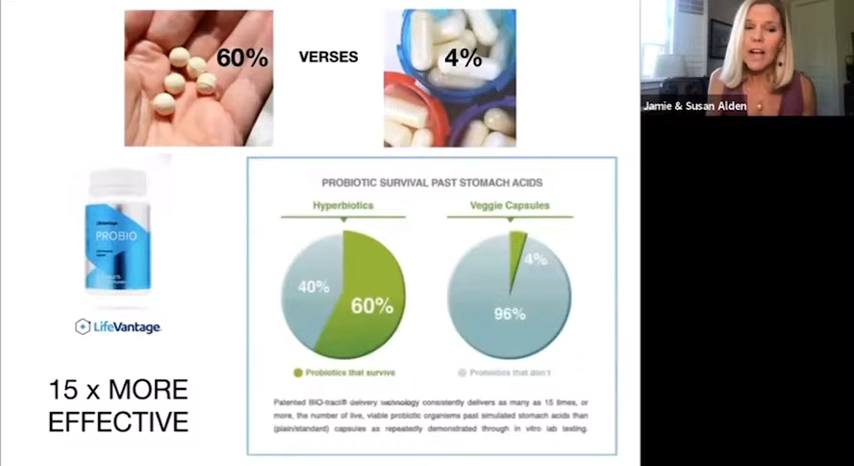 60%
VERSES
4%
Jamie & Susan Alden
PROBIOTIC SURVIVAL PAST STOMACH ACIDS
Hyperbiotics
Veggie Capsules
LifeVantage
PROBIO
40%
60%
4%
96%
LifeVantage
Probiotics that survive
Probiotics that don't
15 x MORE
EFFECTIVE
Patented BIO-tract® delivery technology consistently delivers as many as 15 times, or
more, the number of live, viable probiotic organisms past simulated stomach acids than
(plain/standard) capsules as repeatedly demonstrated through in vitro lab testing.